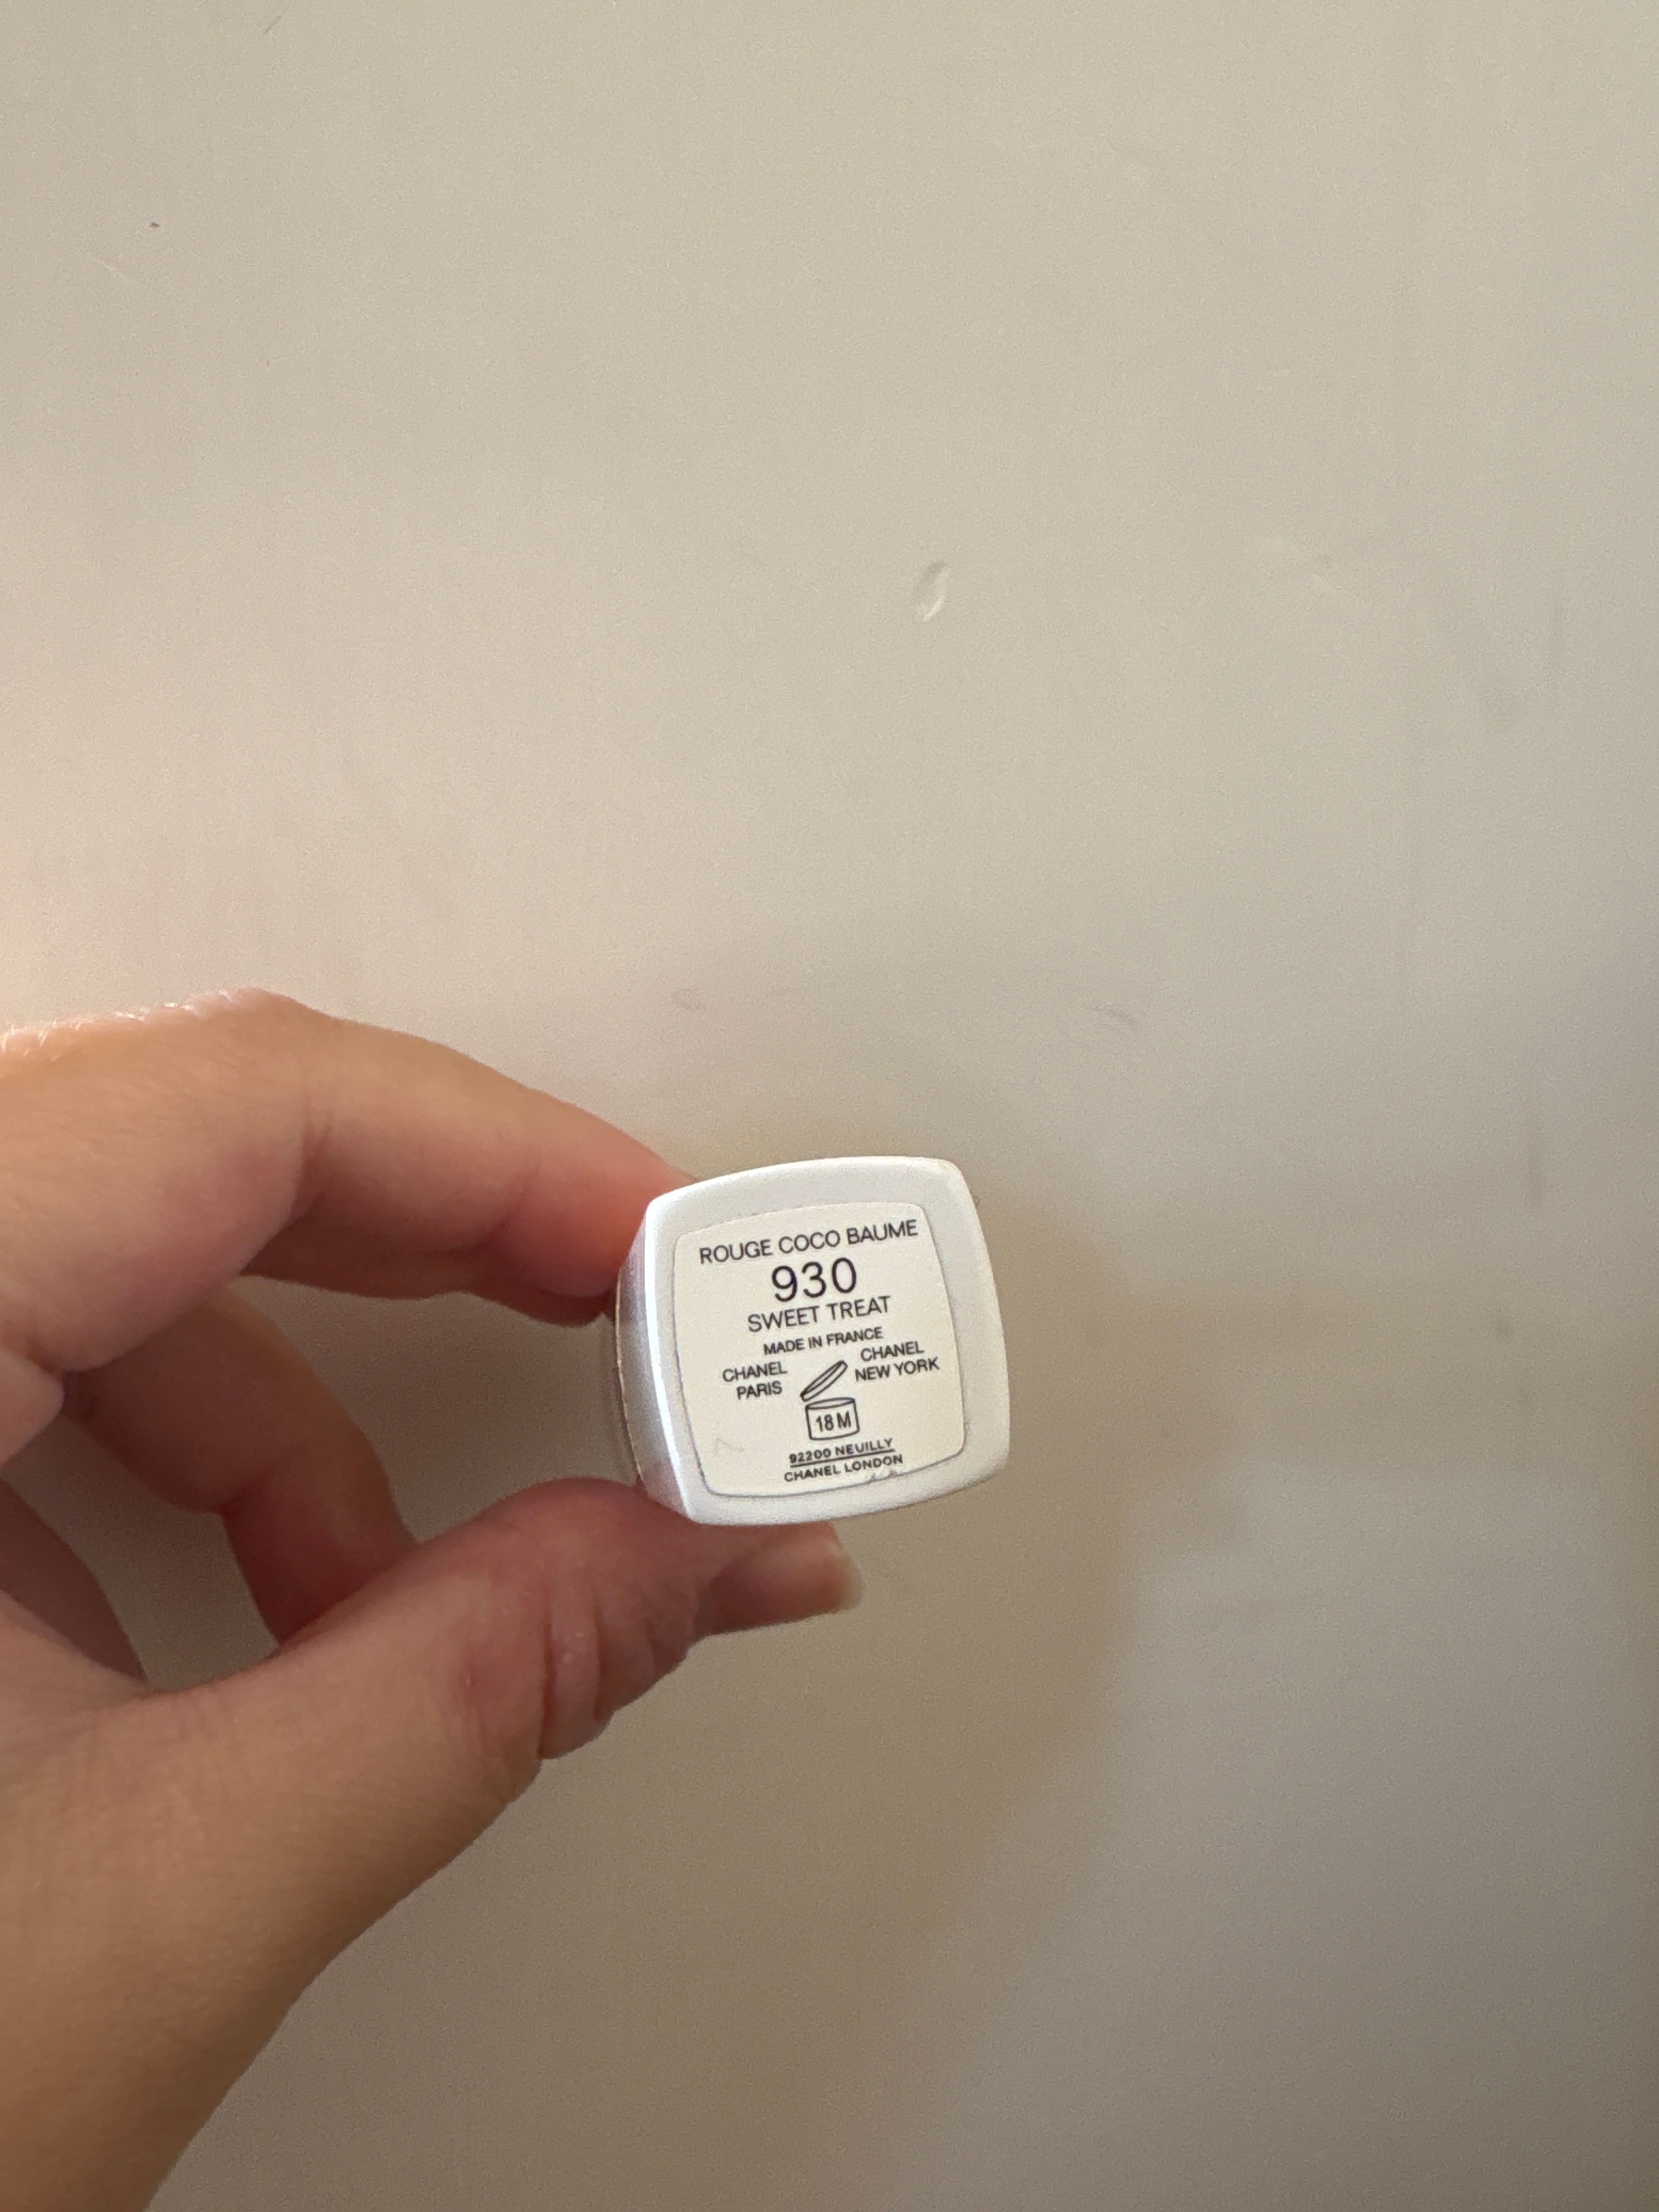 ROUGE COCO BAUME
930
SWEET TREAT
MADE IN FRANCE
CHANEL
PARIS
CHANEL
NEW YORK
18 M
92200 NEUILLY
CHANEL LONDON